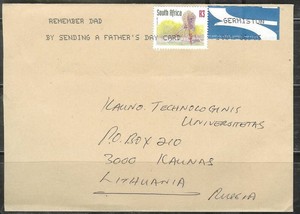 REMEMBER DAD
BY SENDING A FATHER'S DAY CARD
South Africa R3
GERMISTON
KAUNO TECHNOLOGINIS
UNIVERSITETAS
P.O. BOX 210
3000 KAUNAS
LITHUANIA
RUSSIA